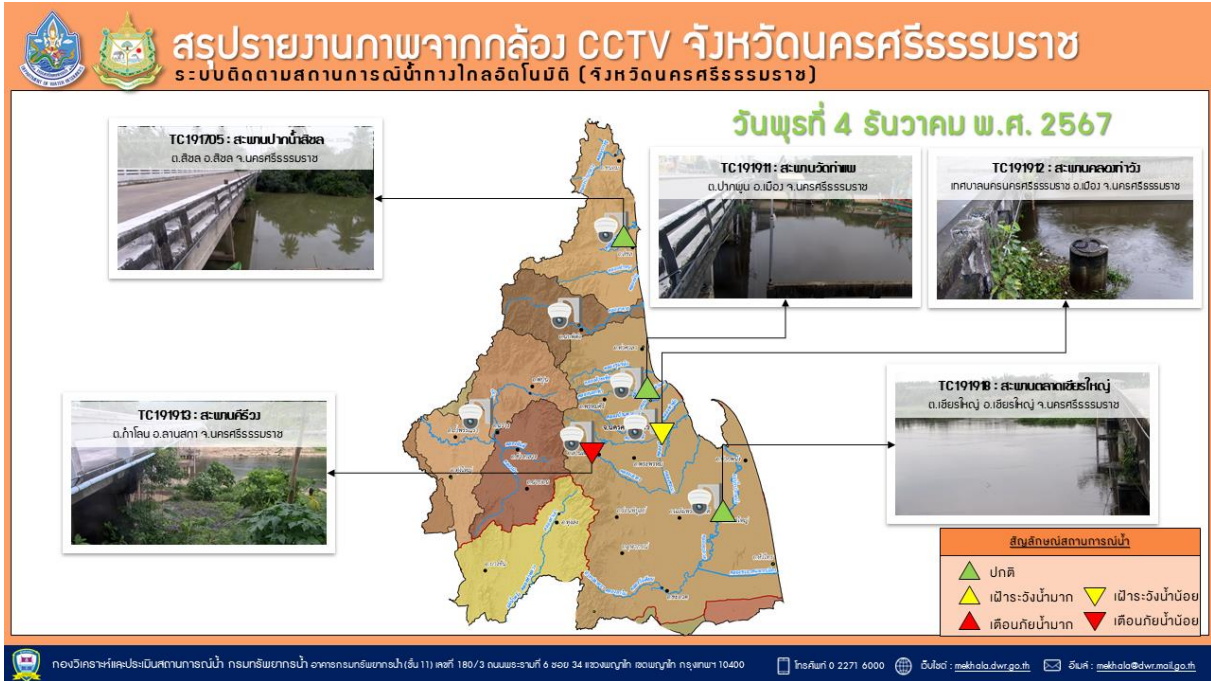 สรุปรายงานภาพจากกล้อง CCTV จังหวัดนครศรีธรรมราช
ระบบติดตามสถานการณ์น้ำทางไกลอัตโนมัติ (จังหวัดนครศรีธรรมราช)
วันพุธที่ 4 ธันวาคม พ.ศ. 2567
TC191705 : สะพานปากน้ำสิชล
ต.สิชล อ.สิชล จ.นครศรีธรรมราช
TC191911 : สะพานวัดท่าแพ
ต.ปากพูน อ.เมือง จ.นครศรีธรรมราช
TC191912 : สะพานคลองท่าวัง
เทศบาลนครนครศรีธรรมราช อ.เมือง จ.นครศรีธรรมราช
TC191913 : สะพานคีรีวง
ต.กำโลน อ.ลานสกา จ.นครศรีธรรมราช
TC191918 : สะพานตลาดเชียรใหญ่
ต.เชียรใหญ่ อ.เชียรใหญ่ จ.นครศรีธรรมราช
สัญลักษณ์สถานการณ์น้ำ
ปกติ
เฝ้าระวังน้ำมาก เฝ้าระวังน้ำน้อย
เตือนภัยน้ำมาก เตือนภัยน้ำน้อย
กองวิเคราะห์และประเมินสถานการณ์น้ำ กรมทรัพยากรน้ำ อาคารกรมทรัพยากรน้ำ (ชั้น 11) เลขที่ 180/3 ถนนพระรามที่ 6 ซอย 34 แขวงพญาไท เขตพญาไท กรุงเทพฯ 10400 โทรศัพท์ 0 2271 6000 เว็บไซต์ : mekhala.dwr.go.th อีเมล์ : mekhala@dwr.mail.go.th